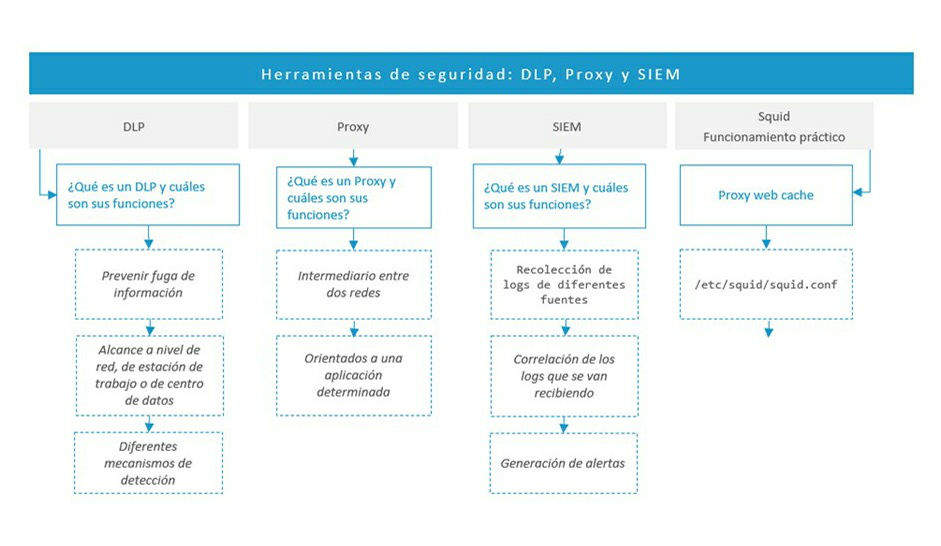 Herramientas de seguridad: DLP, Proxy y SIEM
DLP
¿Qué es un DLP y cuáles
son sus funciones?
Prevenir fuga de
información
Alcance a nivel de
red, de estación de
trabajo o de centro
de datos
Diferentes
mecanismos de
detección
Proxy
¿Qué es un Proxy y
cuáles son sus
funciones?
Intermediario entre
dos redes
Orientados a una
aplicación
determinada
SIEM
¿Qué es un SIEM y cuáles
son sus funciones?
Recolección de
logs de diferentes
fuentes
Correlación de los
logs que se van
recibiendo
Generación de alertas
Squid
Funcionamiento práctico
Proxy web cache
/etc/squid/squid.conf